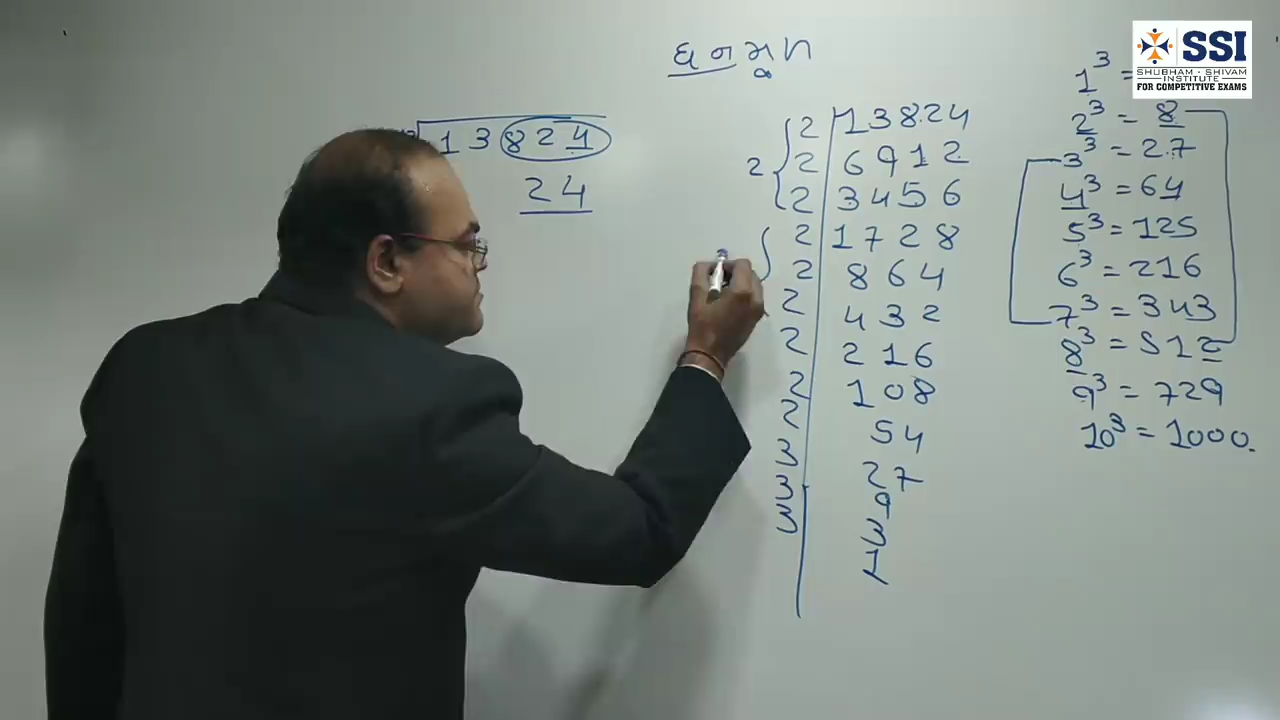 ઘનમૂળ
SSI
SHUBHAM - SHIVAM
INSTITUTE
FOR COMPETITIVE EXAMS
13824
24
2 { 2 | 13824
2 | 6912
2 | 3456
2 | 1728
2 | 864
2 | 432
2 | 216
2 | 108
2 | 54
3 | 27
3 | 9
3 | 3
1
1³ =
2³ = 8
3³ = 27
4³ = 64
5³ = 125
6³ = 216
7³ = 343
8³ = 512
9³ = 729
10³ = 1000.